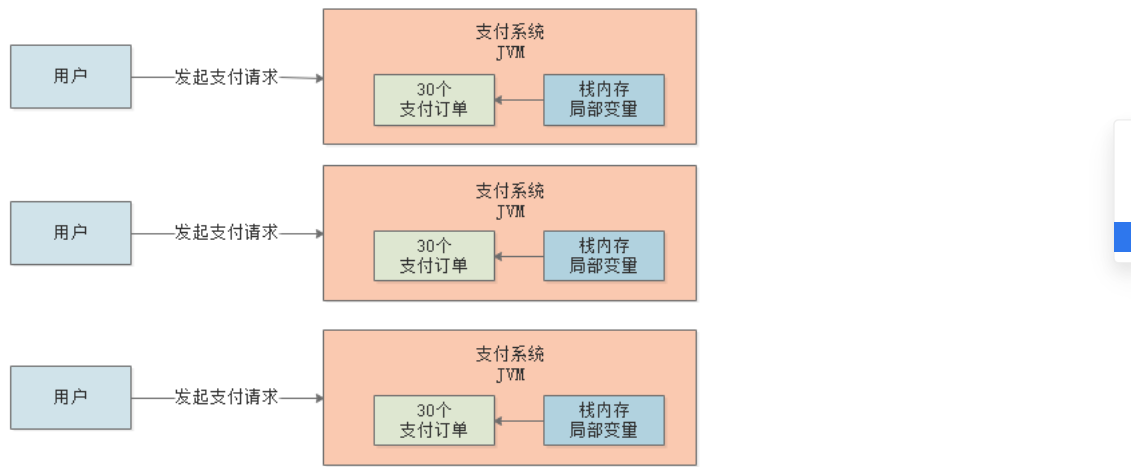 支付系统
JVM
用户
发起支付请求
30个
支付订单
栈内存
局部变量
支付系统
JVM
用户
发起支付请求
30个
支付订单
栈内存
局部变量
支付系统
JVM
用户
发起支付请求
30个
支付订单
栈内存
局部变量